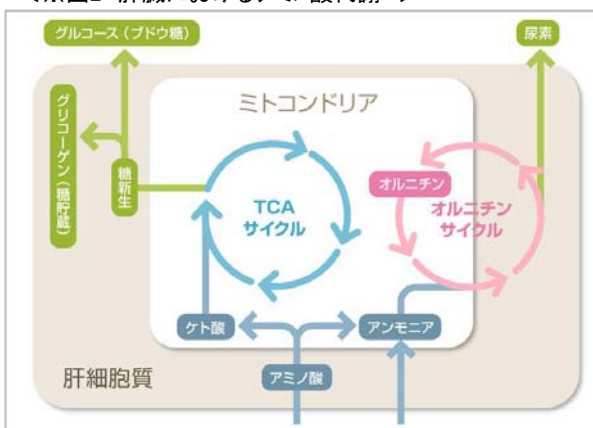 グルコース(ブドウ糖)
尿素
ミトコンドリア
グリコーゲン(糖貯蔵)
糖新生
TCA
サイクル
オルニチン
オルニチン
サイクル
ケト酸
アンモニア
アミノ酸
肝細胞質